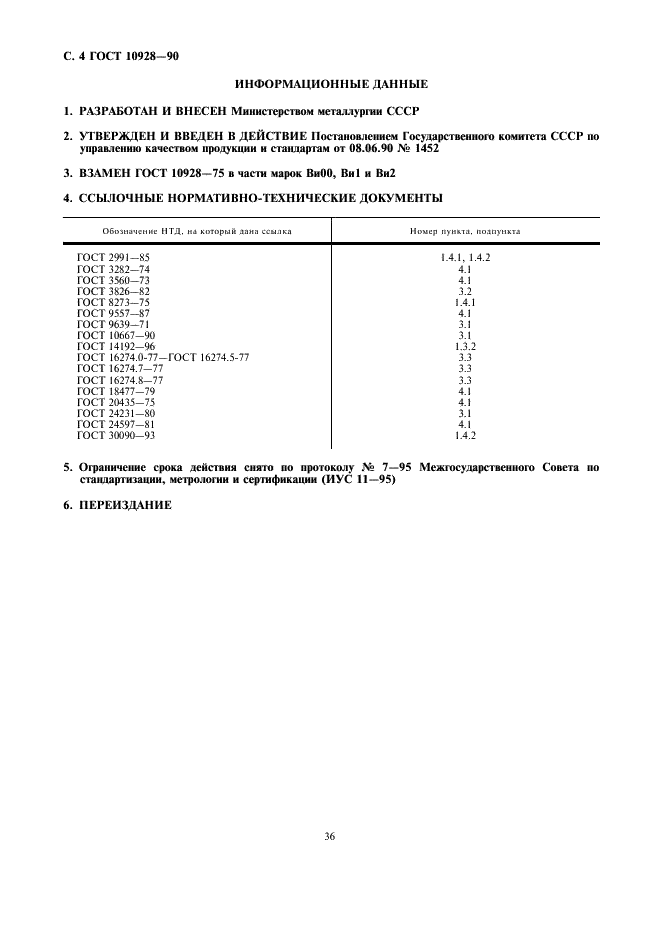 С. 4 ГОСТ 10928—90
ИНФОРМАЦИОННЫЕ ДАННЫЕ
1. РАЗРАБОТАН И ВНЕСЕН Министерством металлургии СССР
2. УТВЕРЖДЕН И ВВЕДЕН В ДЕЙСТВИЕ Постановлением Государственного комитета СССР по
управлению качеством продукции и стандартам от 08.06.90 № 1452
3. ВЗАМЕН ГОСТ 10928—75 в части марок Ви00, Ви1 и Ви2
4. ССЫЛОЧНЫЕ НОРМАТИВНО-ТЕХНИЧЕСКИЕ ДОКУМЕНТЫ
Обозначение НТД, на который дана ссылка Номер пункта, подпункта
ГОСТ 2991—85 1.4.1, 1.4.2
ГОСТ 3282—74 4.1
ГОСТ 3560—73 4.1
ГОСТ 3826—82 3.2
ГОСТ 8273—75 1.4.1
ГОСТ 9557—87 4.1
ГОСТ 9639—71 3.1
ГОСТ 10667—90 3.1
ГОСТ 14192—96 1.3.2
ГОСТ 16274.0-77—ГОСТ 16274.5-77 3.3
ГОСТ 16274.7—77 3.3
ГОСТ 16274.8—77 3.3
ГОСТ 18477—79 4.1
ГОСТ 20435—75 4.1
ГОСТ 24231—80 3.1
ГОСТ 24597—81 4.1
ГОСТ 30090—93 1.4.2
5. Ограничение срока действия снято по протоколу № 7—95 Межгосударственного Совета по
стандартизации, метрологии и сертификации (ИУС 11—95)
6. ПЕРЕИЗДАНИЕ
36